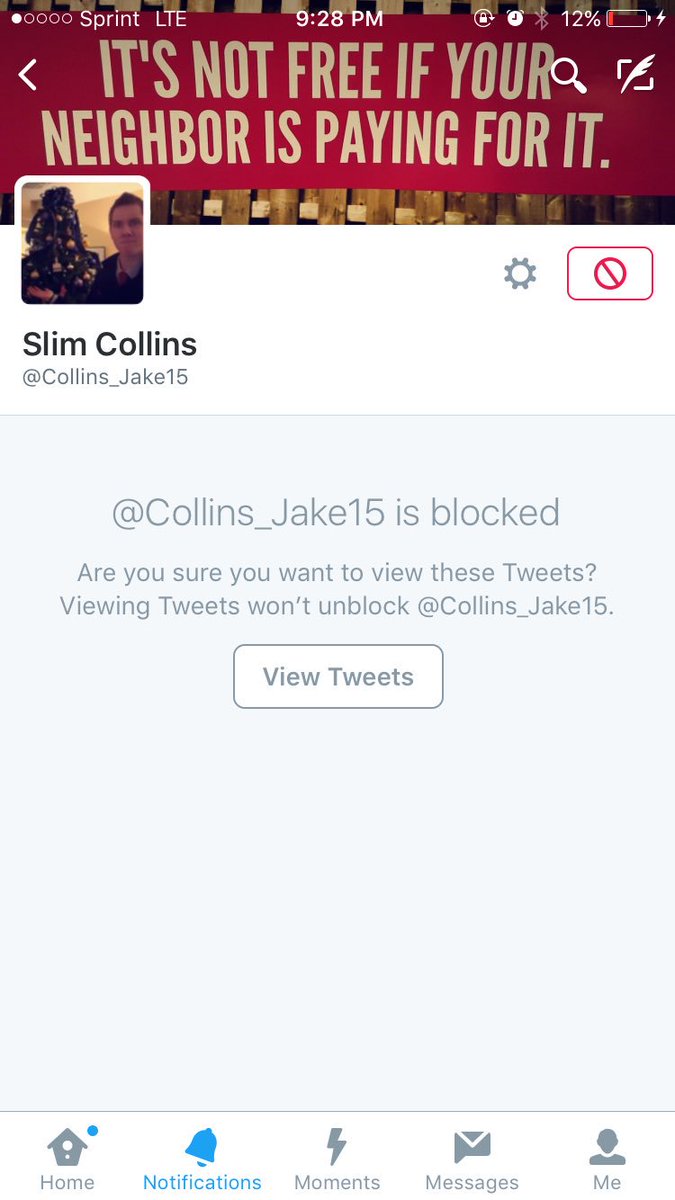 Sprint LTE 9:28 PM 12%
IT'S NOT FREE IF YOUR
NEIGHBOR IS PAYING FOR IT.
Slim Collins
@Collins_Jake15
@Collins_Jake15 is blocked
Are you sure you want to view these Tweets?
Viewing Tweets won’t unblock @Collins_Jake15.
View Tweets
Home Notifications Moments Messages Me